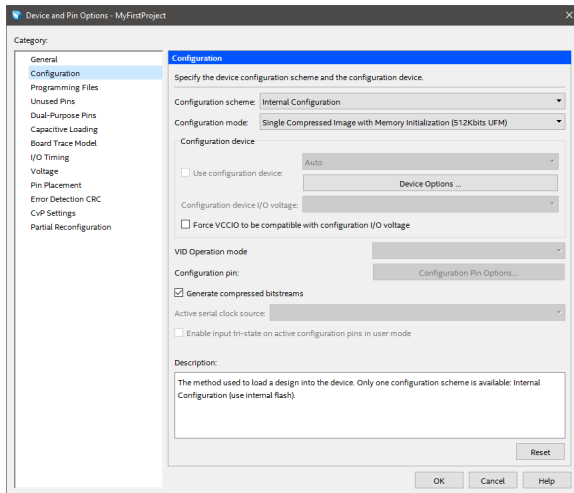 Device and Pin Options - MyFirstProject
Category:
General
Configuration
Programming Files
Unused Pins
Dual-Purpose Pins
Capacitive Loading
Board Trace Model
I/O Timing
Voltage
Pin Placement
Error Detection CRC
CvP Settings
Partial Reconfiguration
Configuration
Specify the device configuration scheme and the configuration device.
Configuration scheme: Internal Configuration
Configuration mode: Single Compressed Image with Memory Initialization (512Kbits UFM)
Configuration device
Auto
Use configuration device:
Device Options ...
Configuration device I/O voltage:
Force VCCIO to be compatible with configuration I/O voltage
VID Operation mode
Configuration pin: Configuration Pin Options...
Generate compressed bitstreams
Active serial clock source:
Enable input tri-state on active configuration pins in user mode
Description:
The method used to load a design into the device. Only one configuration scheme is available: Internal
Configuration (use internal flash).
Reset
OK Cancel Help